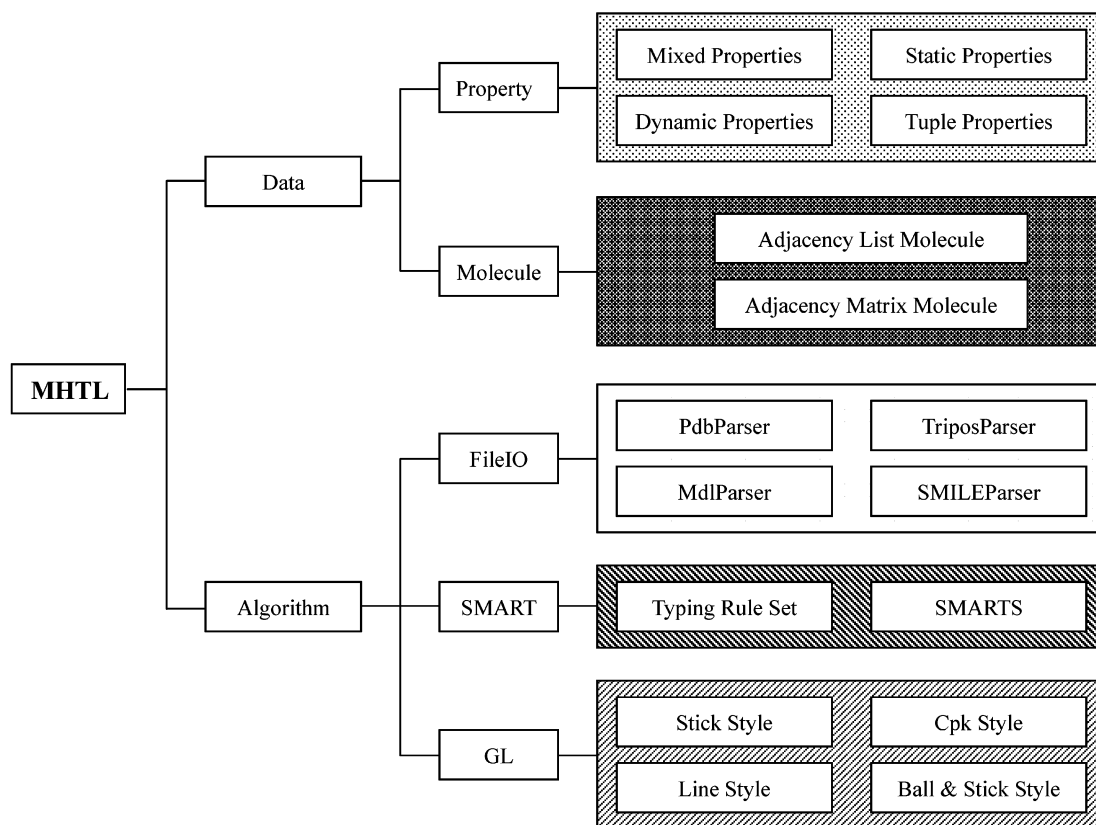 Mixed Properties
Static Properties
Property
Dynamic Properties
Tuple Properties
Data
Adjacency List Molecule
Molecule
Adjacency Matrix Molecule
MHTL
PdbParser
TriposParser
FileIO
MdlParser
SMILEParser
Algorithm
SMART
Typing Rule Set
SMARTS
Stick Style
Cpk Style
GL
Line Style
Ball & Stick Style